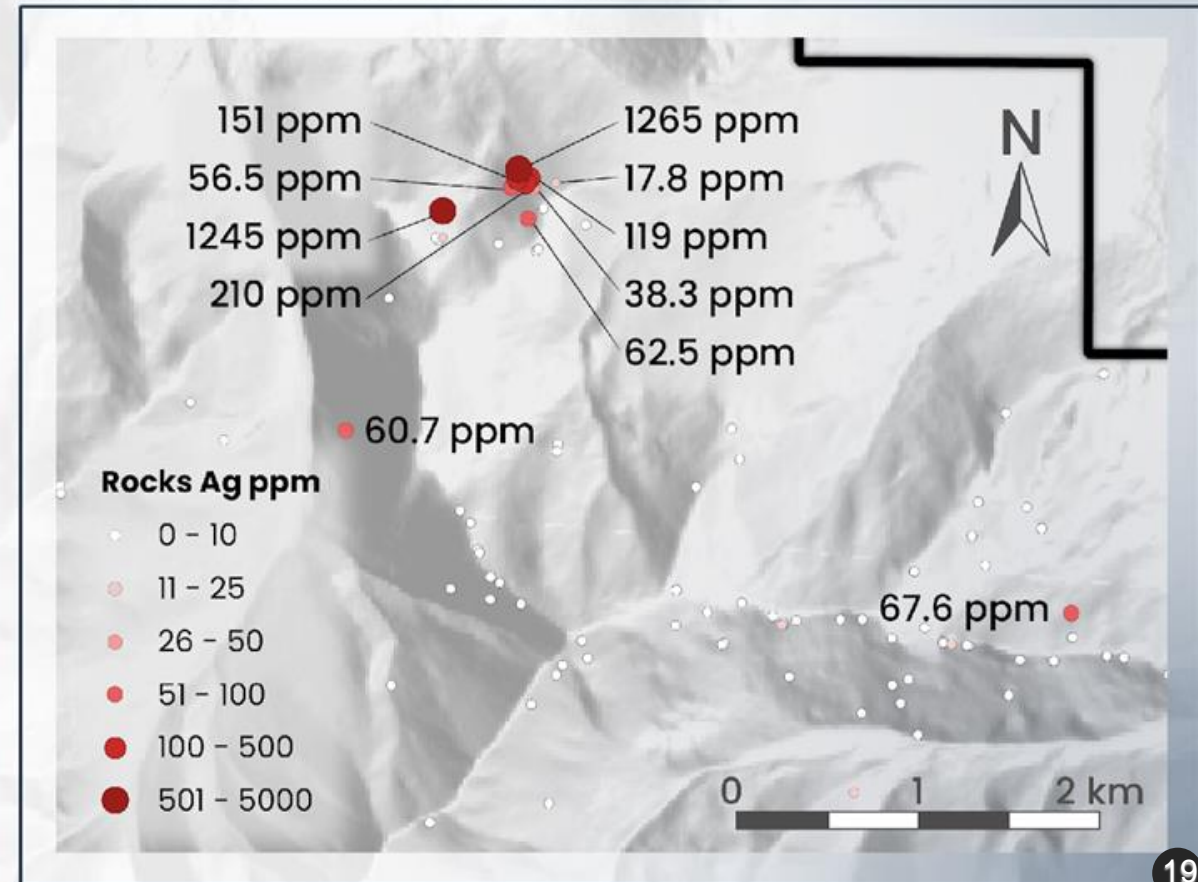 151 ppm
56.5 ppm
1245 ppm
210 ppm
1265 ppm
17.8 ppm
119 ppm
38.3 ppm
62.5 ppm
N
60.7 ppm
67.6 ppm
Rocks Ag ppm
0 - 10
11 - 25
26 - 50
51 - 100
100 - 500
501 - 5000
0 1 2 km
19